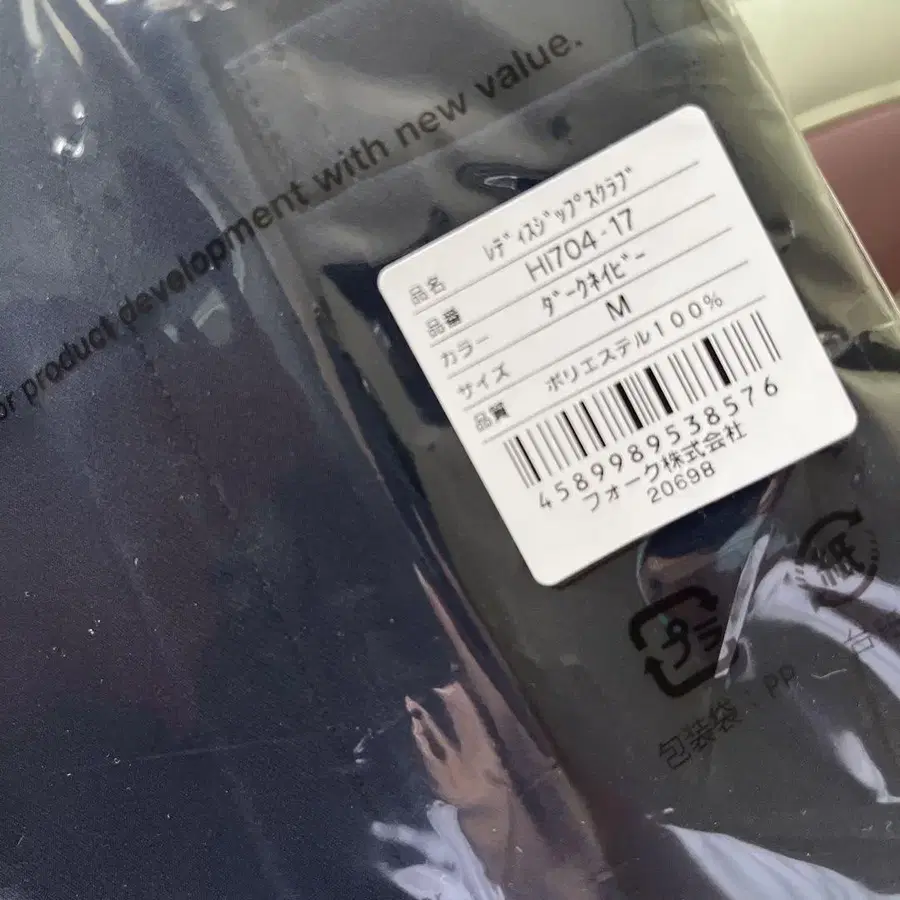 or product development with new value.
品名 ﾚﾃﾞｨｽｼﾞｯﾌﾟｽｸﾗﾌﾞ
品番 HI704-17
カラー ﾀﾞｰｸﾈｲﾋﾞｰ
サイズ M
品質 ポリエステル100%
4589989538576
フォーク株式会社
20698
紙
プラ
包装袋:PP
台紙